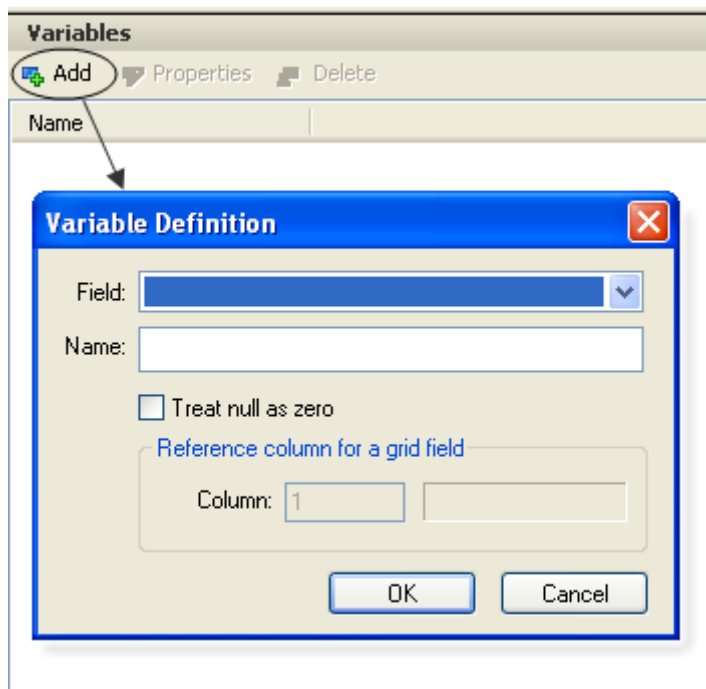 Variables
Add Properties Delete
Name
Variable Definition
Field:
Name:
Treat null as zero
Reference column for a grid field
Column: 1
OK Cancel